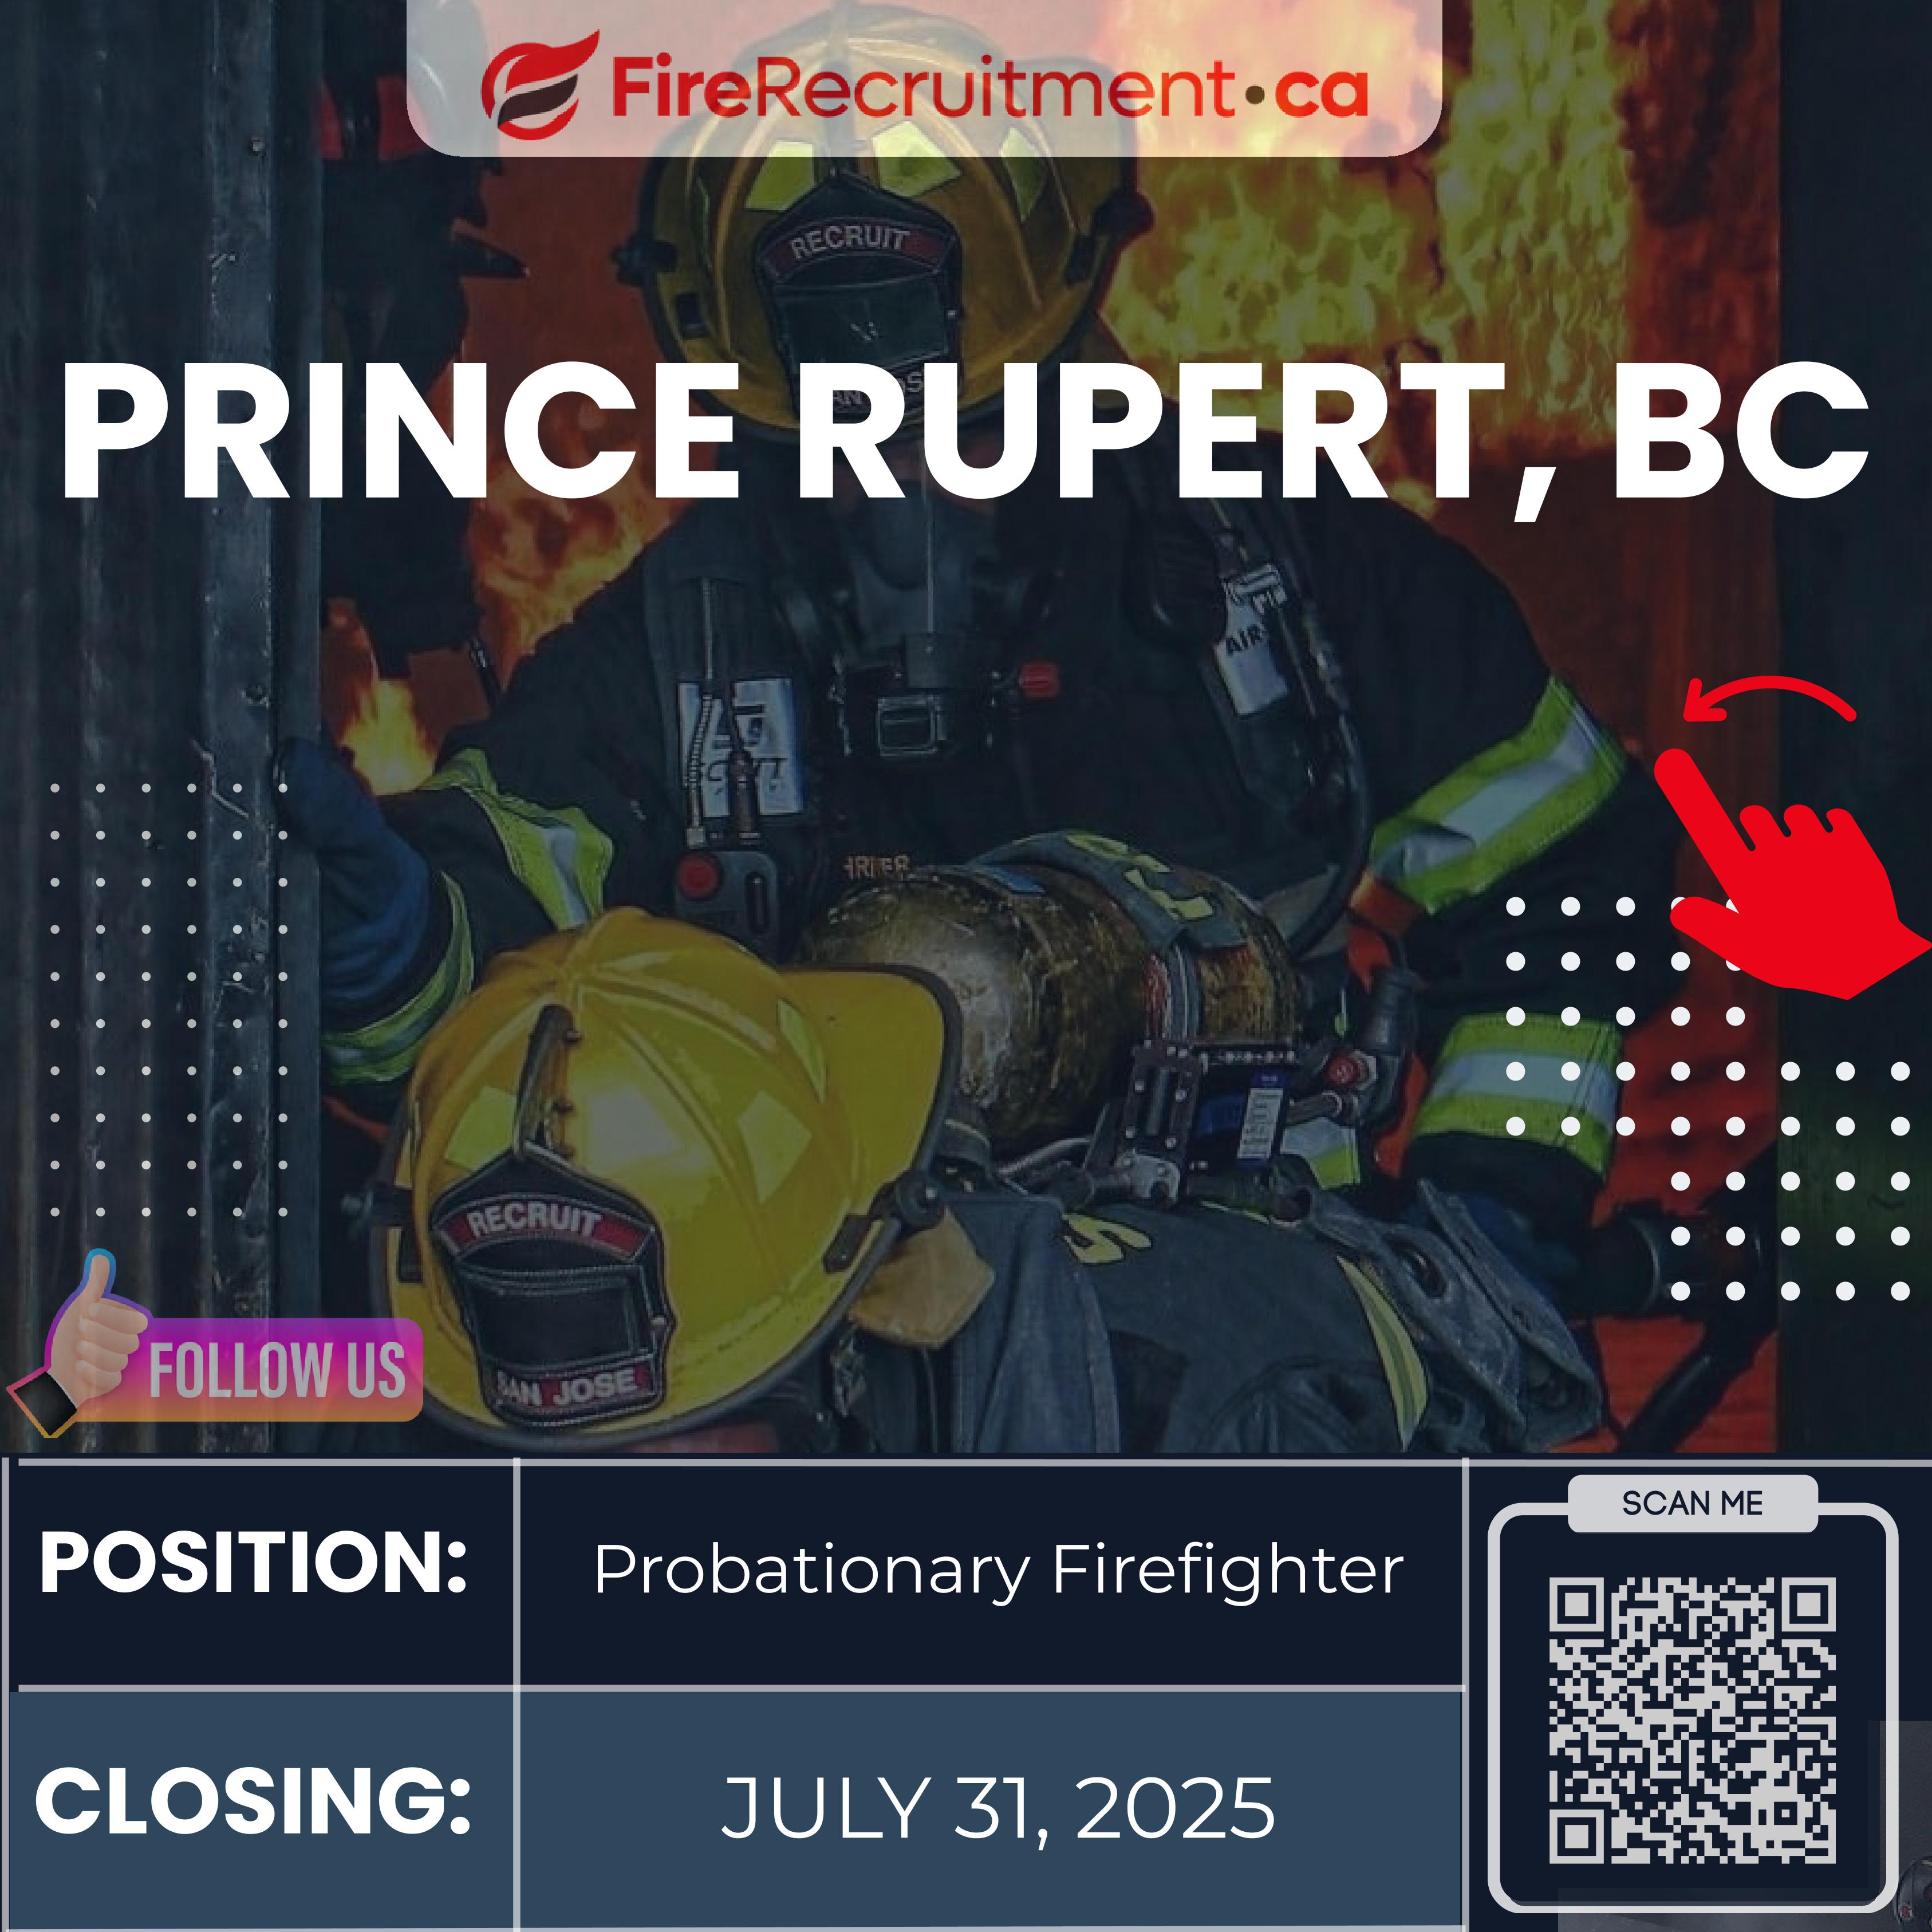 FireRecruitment.ca
RECRUIT
PRINCE RUPERT, BC
AIR
RECRUIT
SAN JOSE
FOLLOW US
POSITION:
Probationary Firefighter
SCAN ME
CLOSING:
JULY 31, 2025